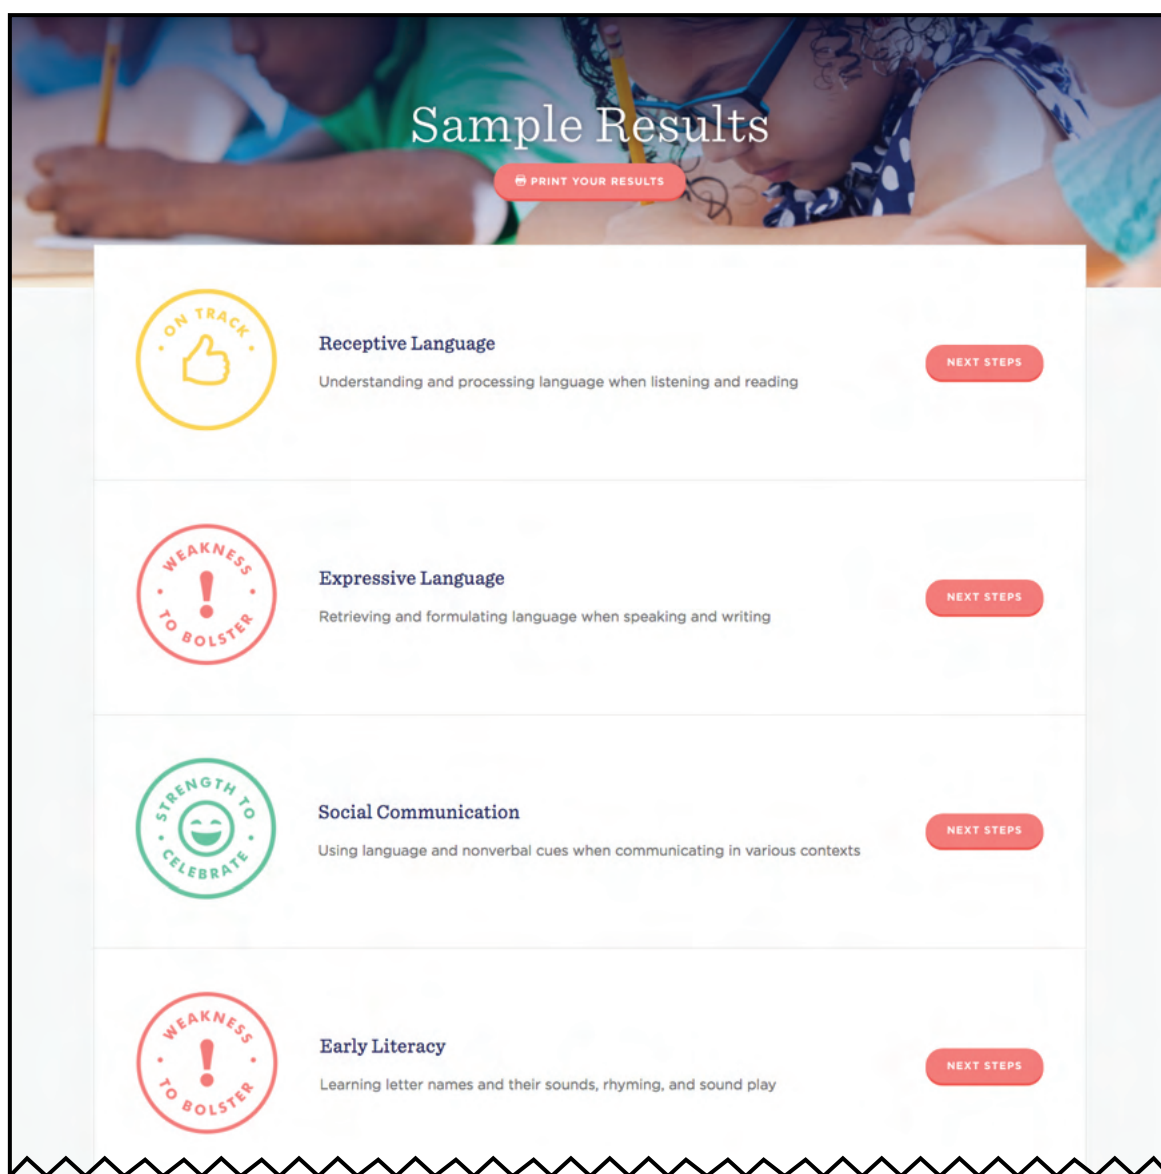 Sample Results
PRINT YOUR RESULTS
ON TRACK
Receptive Language
Understanding and processing language when listening and reading
NEXT STEPS
WEAKNESS
TO BOLSTER
Expressive Language
Retrieving and formulating language when speaking and writing
NEXT STEPS
STRENGTH TO
CELEBRATE
Social Communication
Using language and nonverbal cues when communicating in various contexts
NEXT STEPS
WEAKNESS
TO BOLSTER
Early Literacy
Learning letter names and their sounds, rhyming, and sound play
NEXT STEPS